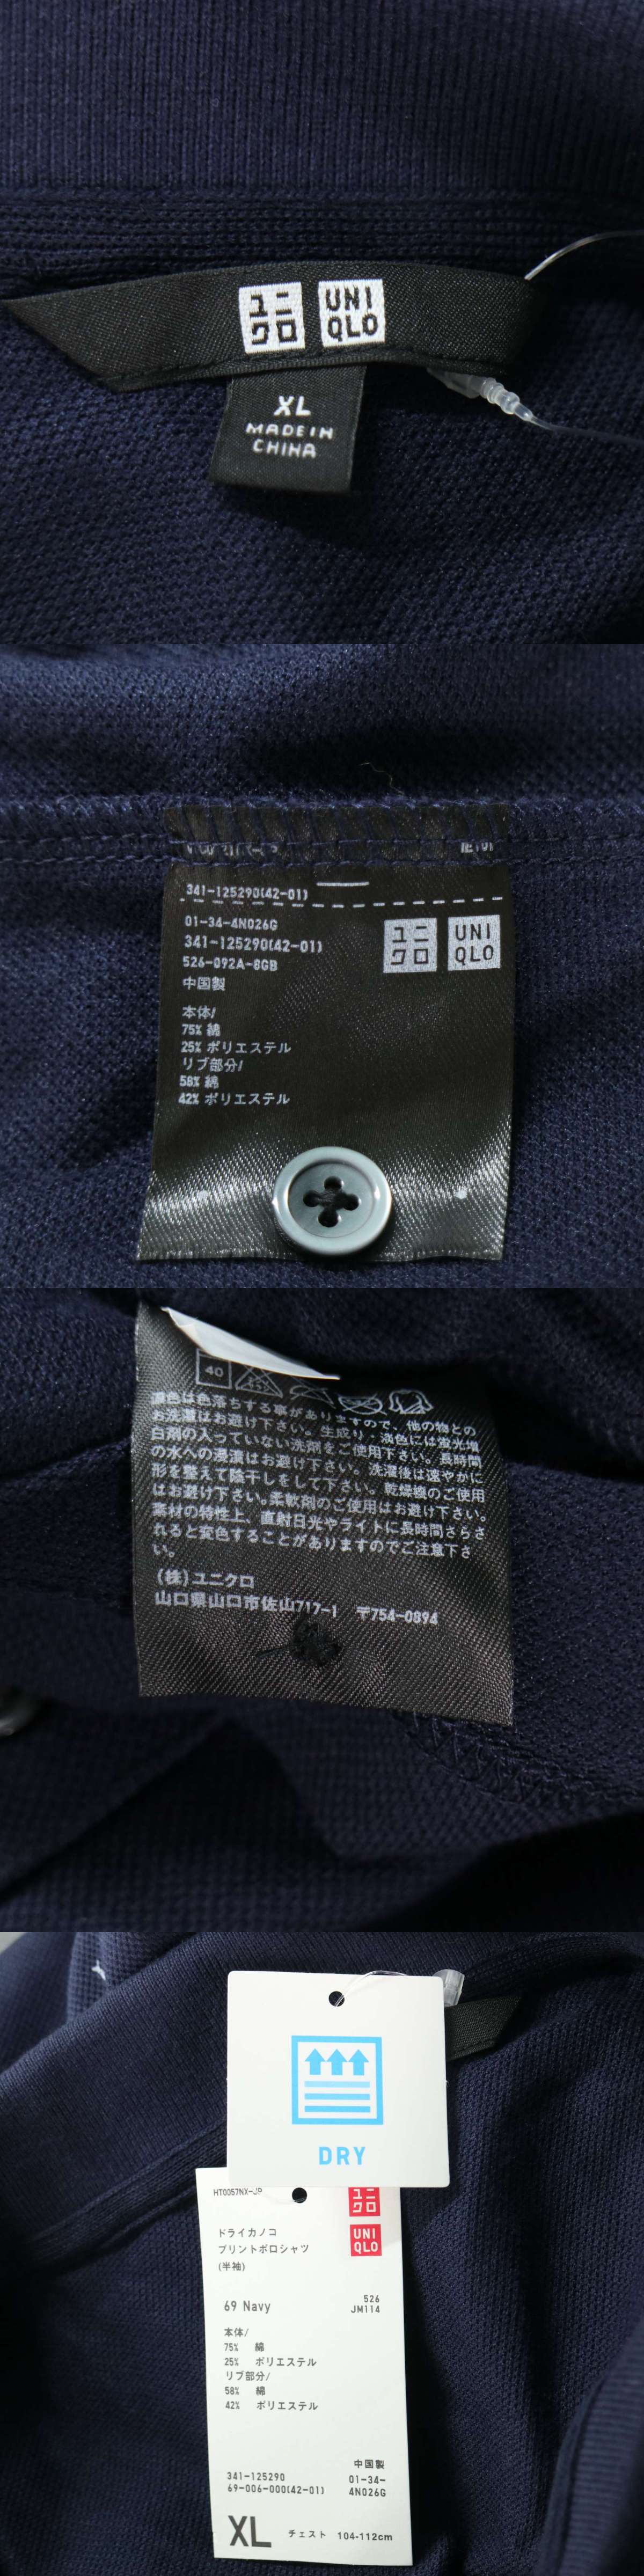 ユニ
クロ
UNI
QLO
XL
MADE IN
CHINA
341-125290(42-01)
01-34-4N026G
341-125290(42-01)
526-092A-8GB
中国製
ユニ
クロ
UNI
QLO
本体/
75% 綿
25% ポリエステル
リブ部分/
58% 綿
42% ポリエステル
40
濃色は色落ちする事がありますので、他の物との
お洗濯はお避け下さい。生成り・淡色には蛍光増
白剤の入っていない洗剤をご使用下さい。長時間
の水への浸漬はお避け下さい。洗濯後は速やかに
形を整えて陰干しをして下さい。乾燥機のご使用
はお避け下さい。柔軟剤のご使用はお避け下さい。
素材の特性上、直射日光やライトに長時間さらさ
れると変色することがありますのでご注意下さ
い。
(株)ユニクロ
山口県山口市佐山717-1 〒754-0894
DRY
HT0057NX-JP
ユニ
クロ
UNI
QLO
ドライカノコ
プリントポロシャツ
(半袖)
69 Navy
526
JM114
本体/
75% 綿
25% ポリエステル
リブ部分/
58% 綿
42% ポリエステル
中国製
341-125290
69-006-000(42-01)
01-34-
4N026G
XL
チェスト 104-112cm